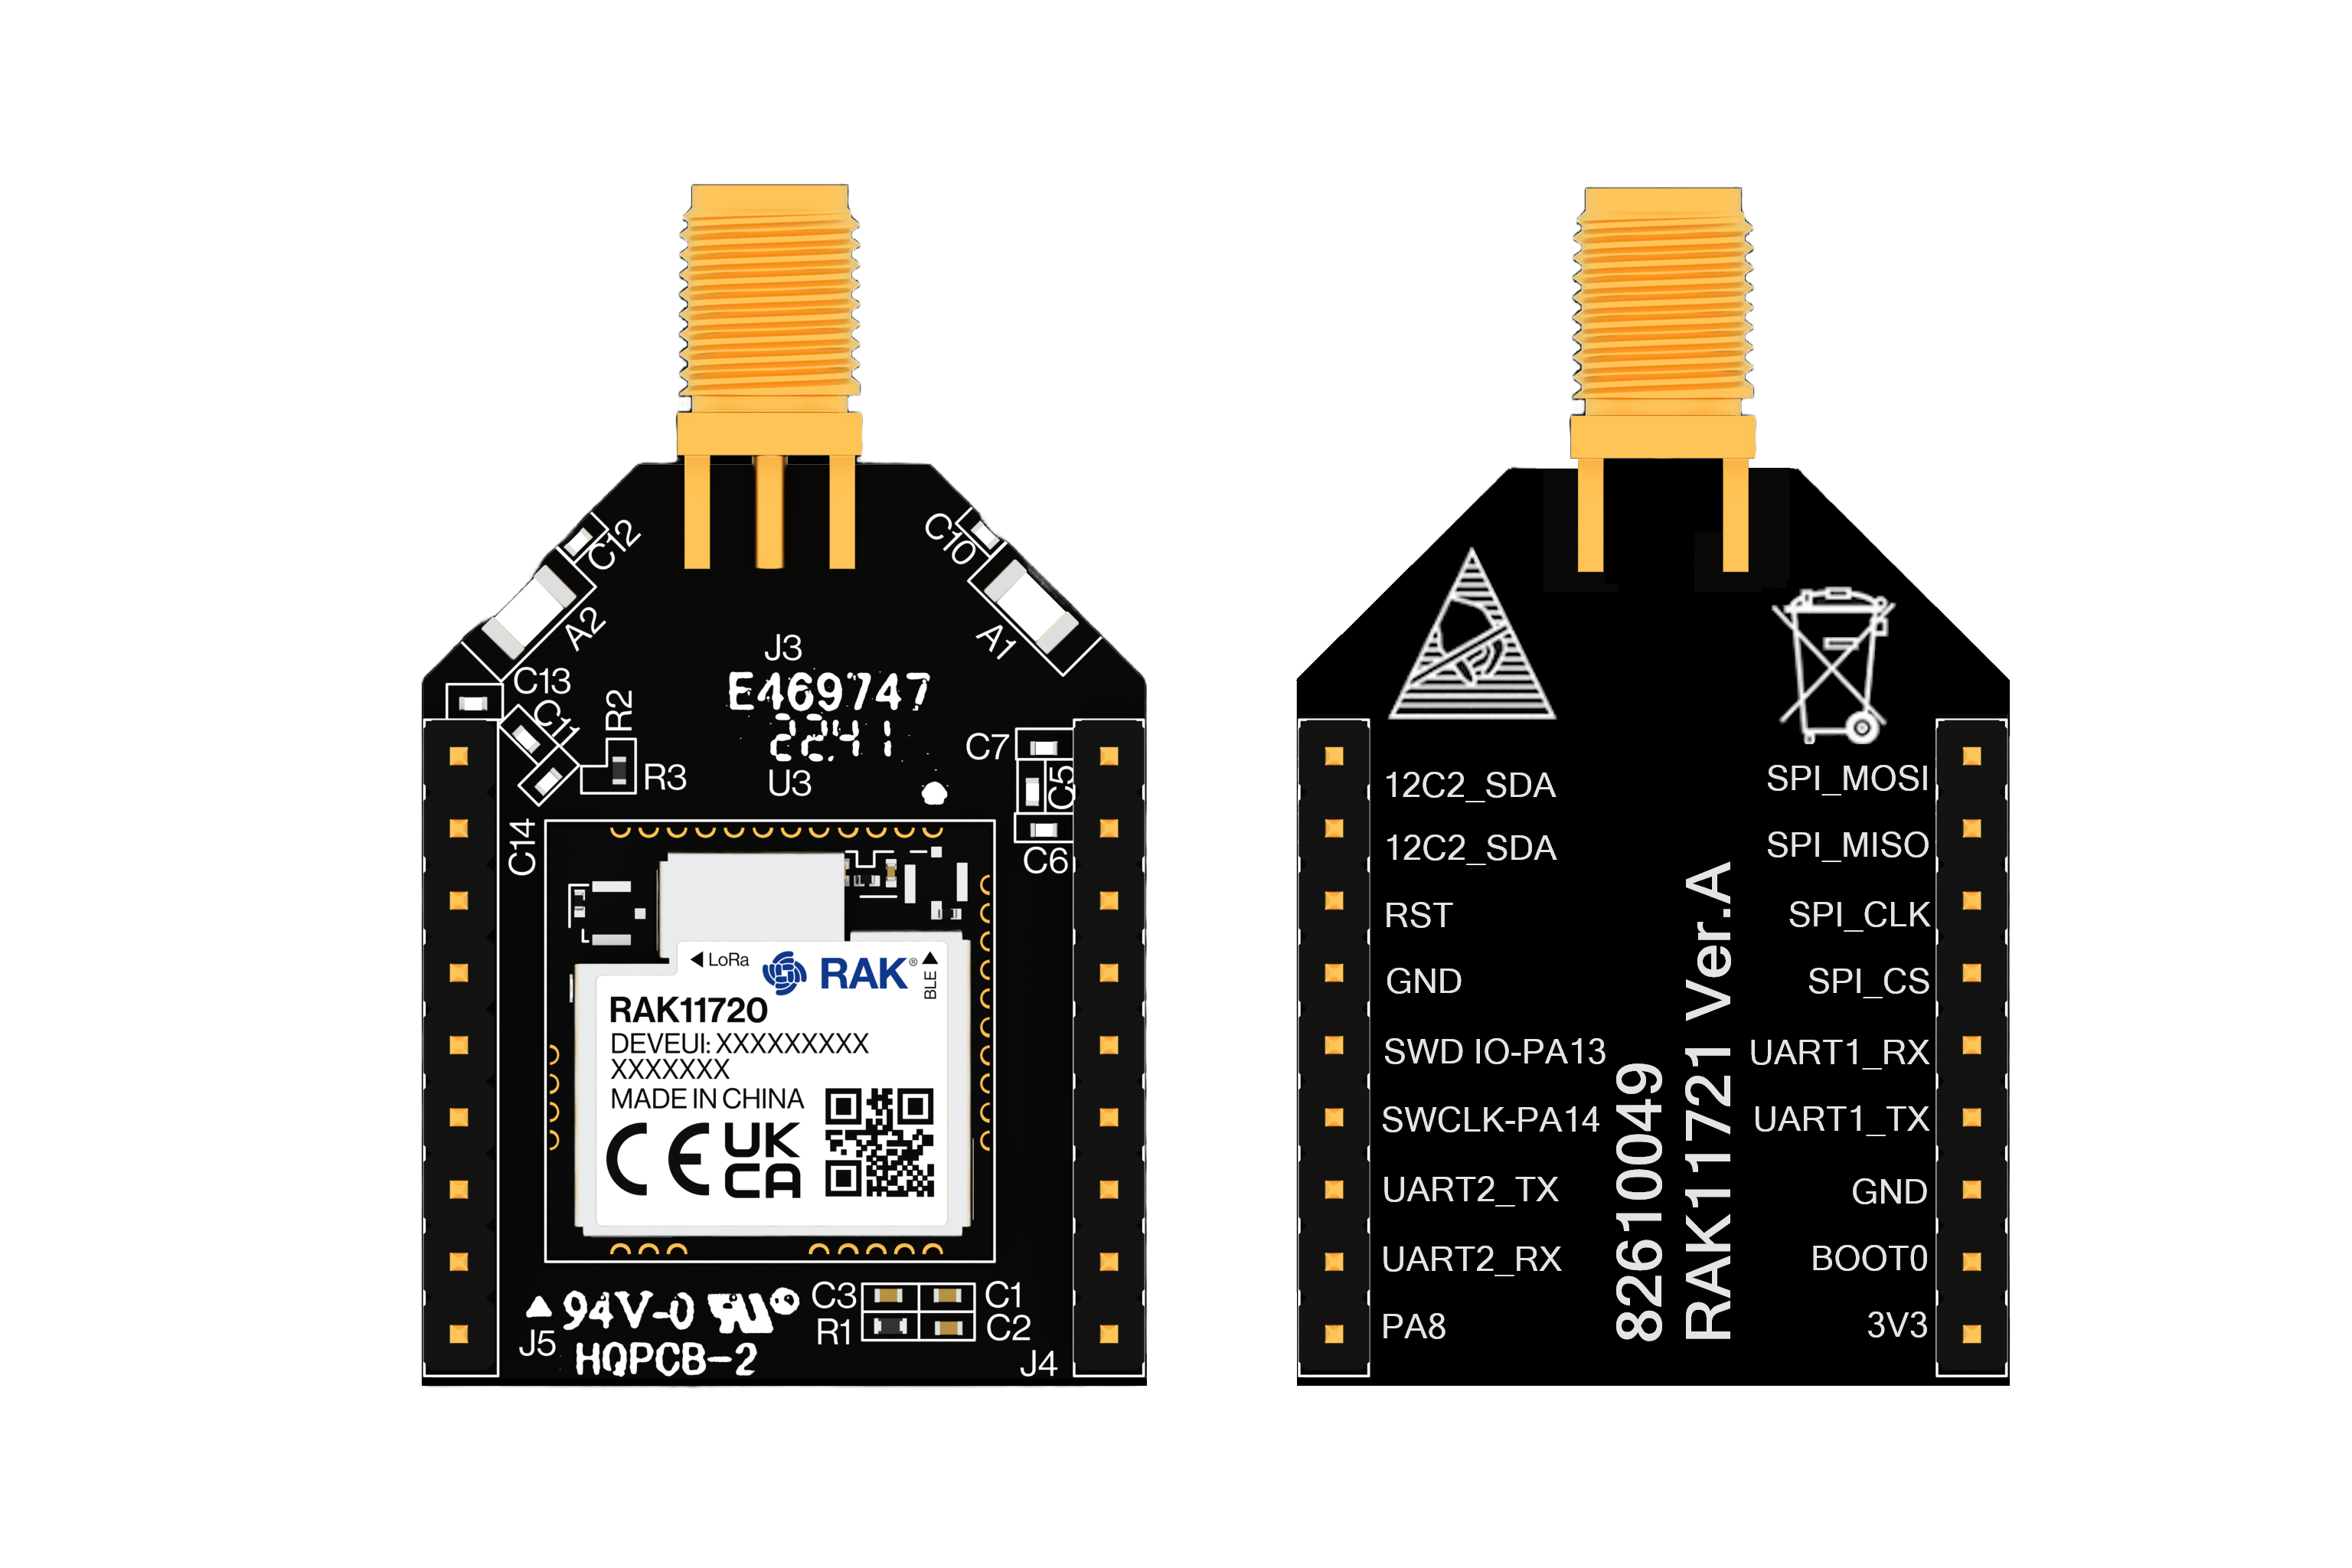 C12
C10
A2
A1
J3
E469747
2241
C13
C11
R2
R3
U3
C7
C5
C6
C14
LoRa
RAK®
BLE
RAK11720
DEVEUI: XXXXXXXXX
XXXXXXX
MADE IN CHINA
CE
UK
CA
94V-0
HQPCB-2
J5
C3
C1
R1
C2
J4
12C2_SDA
12C2_SDA
RST
GND
SWD IO-PA13
SWCLK-PA14
UART2_TX
UART2_RX
PA8
82610049
RAK11721 Ver.A
SPI_MOSI
SPI_MISO
SPI_CLK
SPI_CS
UART1_RX
UART1_TX
GND
BOOT0
3V3